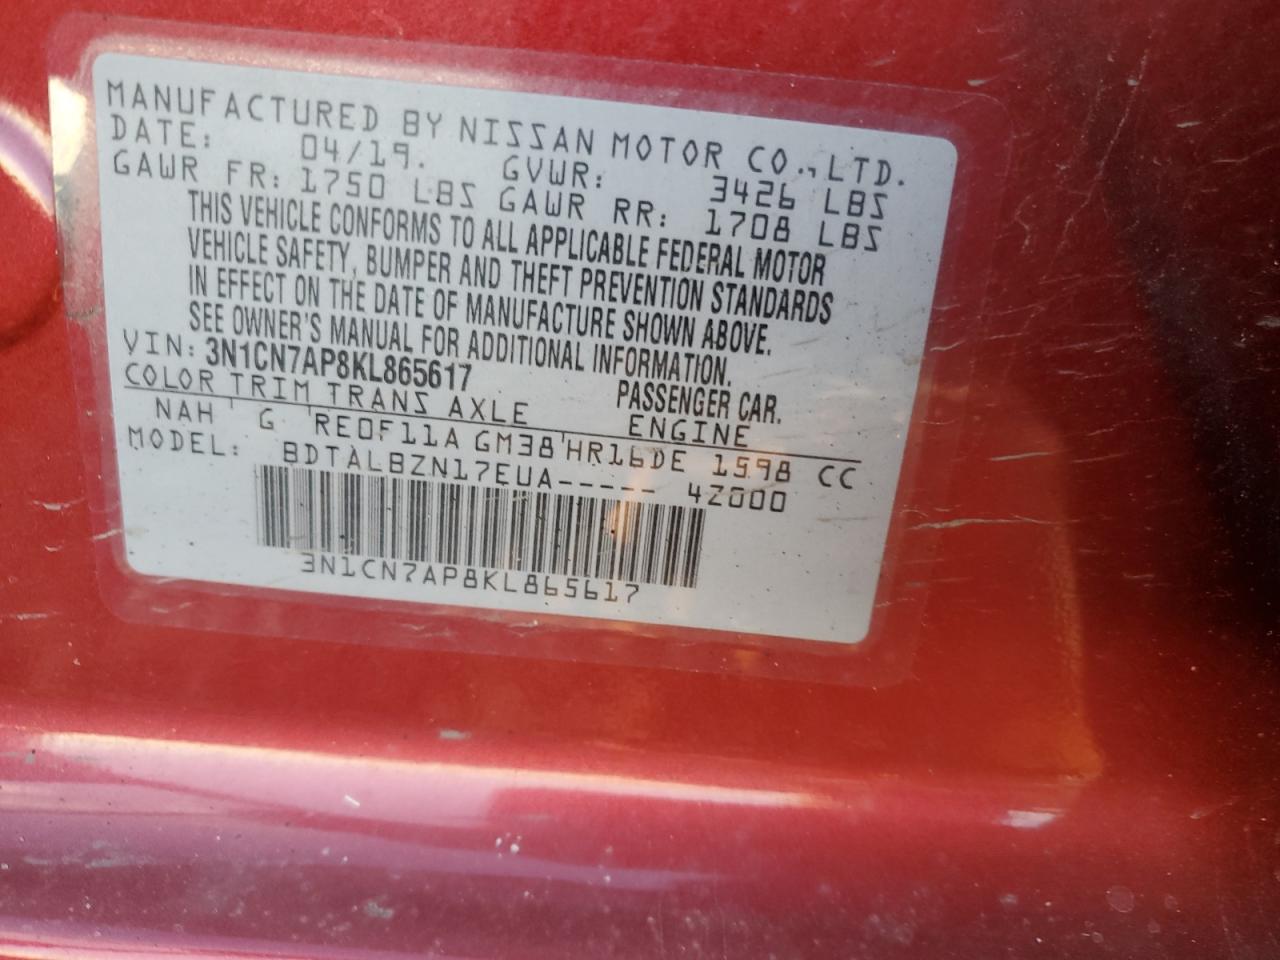 MANUFACTURED BY NISSAN MOTOR CO., LTD.
DATE: 04/19. GVWR: 3426 LBS
GAWR FR: 1750 LBS GAWR RR: 1708 LBS
THIS VEHICLE CONFORMS TO ALL APPLICABLE FEDERAL MOTOR
VEHICLE SAFETY, BUMPER AND THEFT PREVENTION STANDARDS
IN EFFECT ON THE DATE OF MANUFACTURE SHOWN ABOVE.
SEE OWNER'S MANUAL FOR ADDITIONAL INFORMATION.
VIN: 3N1CN7AP8KL865617 PASSENGER CAR.
COLOR TRIM TRANS AXLE ENGINE
NAH G RE0F11A GM38 HR16DE 1598 CC
MODEL: BDTALBZN17EUA----- 4Z000
3N1CN7AP8KL865617